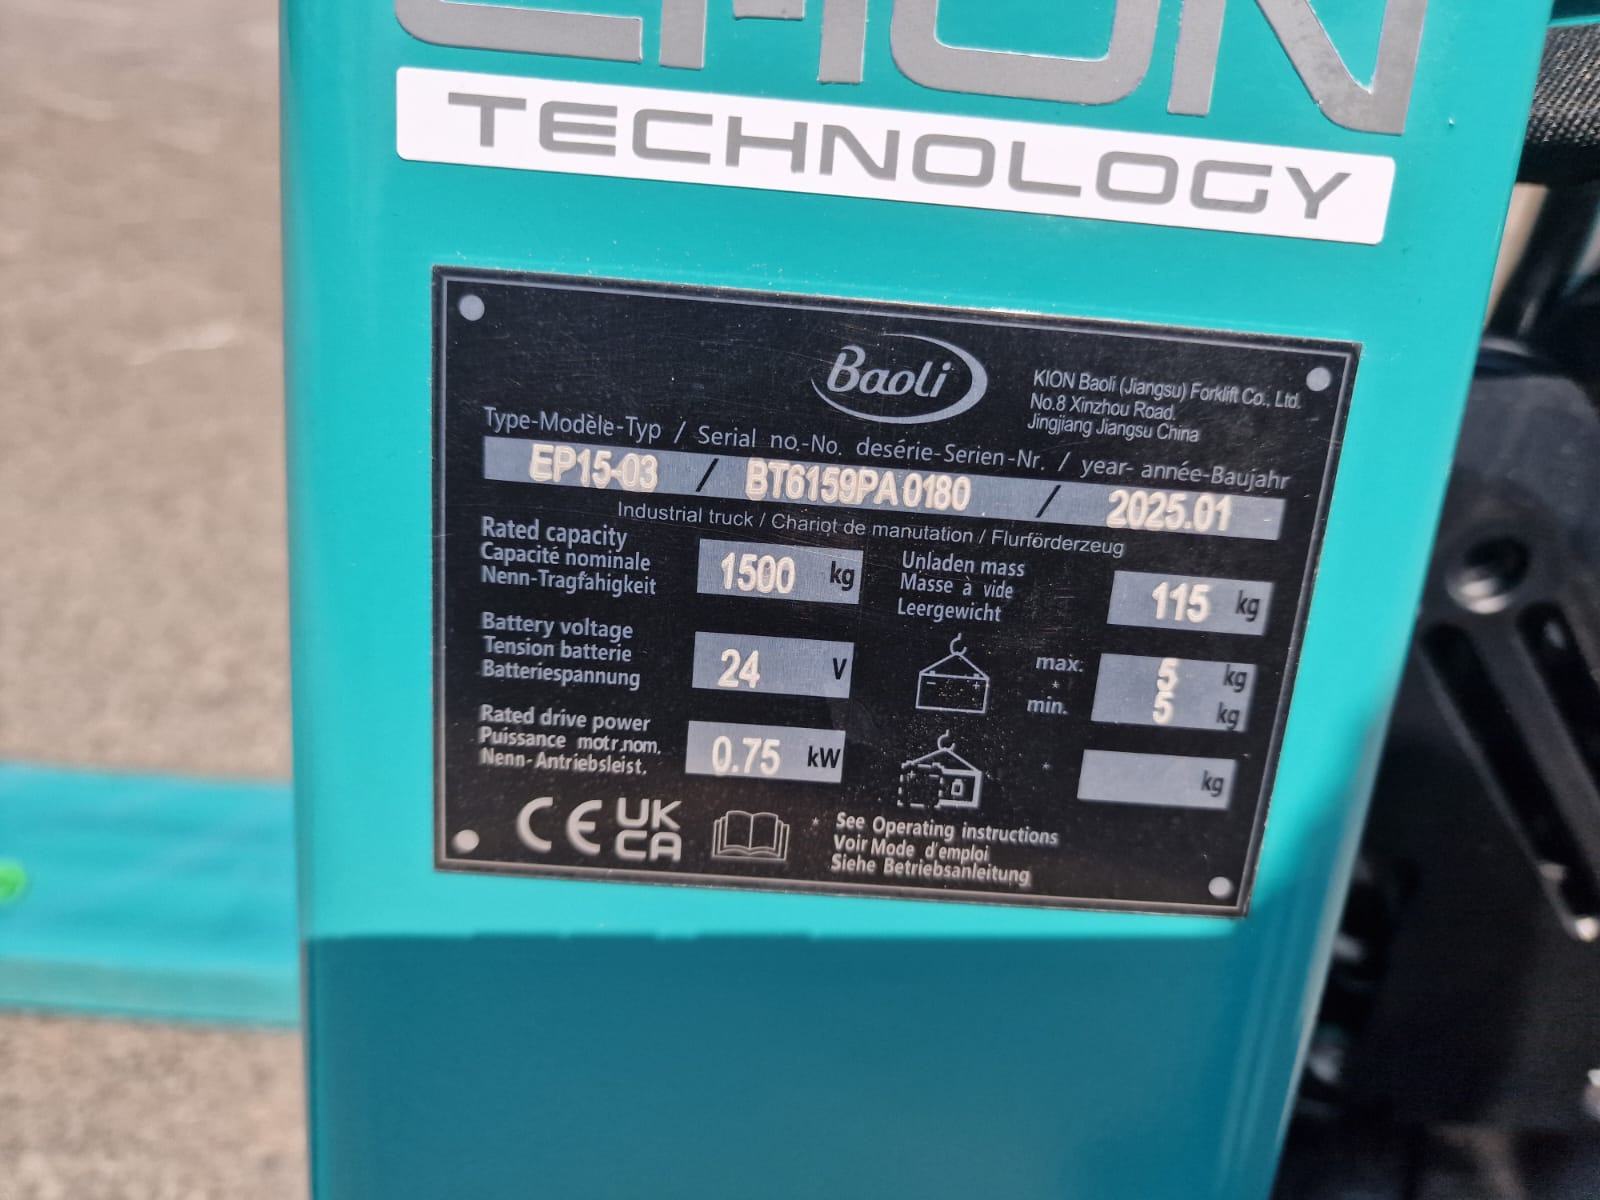 TECHNOLOGY
Baoli
KION Baoli (Jiangsu) Forklift Co., Ltd.
No.8 Xinzhou Road.
Jingjiang Jiangsu China
Type-Modèle-Typ / Serial no.-No. desérie-Serien-Nr. / year- année-Baujahr
EP15-03 / BT6159PA0180 / 2025.01
Industrial truck / Chariot de manutation / Flurförderzeug
Rated capacity
Capacité nominale
Nenn-Tragfähigkeit
1500 kg
Unladen mass
Masse à vide
Leergewicht
115 kg
Battery voltage
Tension batterie
Batteriespannung
24 V
max. 5 kg
*
min. 5 kg
Rated drive power
Puissance motr.nom.
Nenn-Antriebsleist.
0.75 kW
* kg
CE UK
CA
* See Operating instructions
Voir Mode d'emploi
Siehe Betriebsanleitung